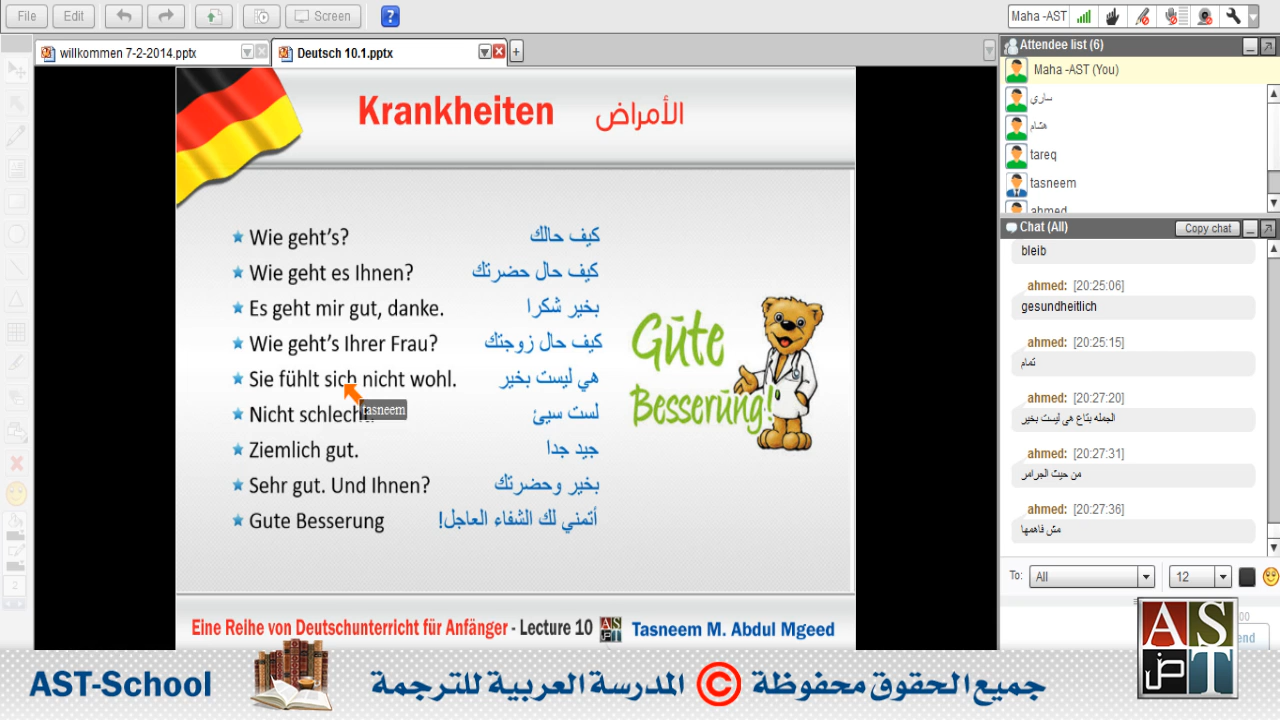 File Edit Screen ?
Maha -AST
willkommen 7-2-2014.pptx
Deutsch 10.1.pptx
Krankheiten الأمراض
Wie geht's? كيف حالك
Wie geht es Ihnen? كيف حال حضرتك
Es geht mir gut, danke. بخير شكرا
Wie geht's Ihrer Frau? كيف حال زوجتك
Sie fühlt sich nicht wohl. هي ليست بخير
tasneem
Nicht schlecht. لست سيئ
Ziemlich gut. جيد جدا
Sehr gut. Und Ihnen? بخير وحضرتك
Gute Besserung أتمني لك الشفاء العاجل!
Gute
Besserung!
Eine Reihe von Deutschunterricht für Anfänger - Lecture 10 Tasneem M. Abdul Mgeed
Attendee list (6)
Maha -AST (You)
ساري
هشام
tareq
tasneem
ahmed
Chat (All) Copy chat
bleib
ahmed: [20:25:06]
gesundheitlich
ahmed: [20:25:15]
تمام
ahmed: [20:27:20]
الجمله بتاع هى ليست بخير
ahmed: [20:27:31]
من حيث الجرامر
ahmed: [20:27:36]
مش فاهمها
To: All 12
AST
ض
AST-School جميع الحقوق محفوظة © المدرسة العربية للترجمة